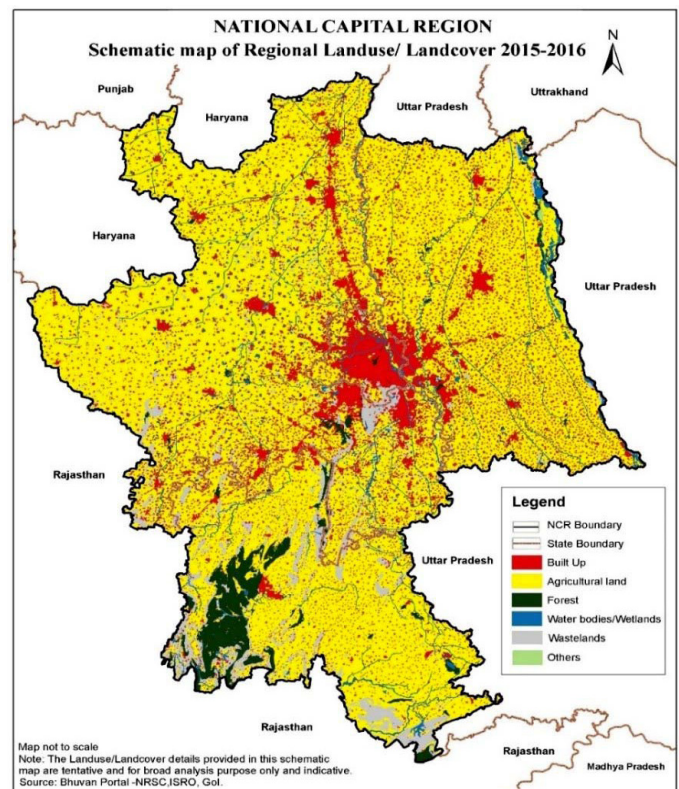 NATIONAL CAPITAL REGION
Schematic map of Regional Landuse/ Landcover 2015-2016
N
Punjab
Haryana
Uttar Pradesh
Uttrakhand
Haryana
Uttar Pradesh
Rajasthan
Uttar Pradesh
Legend
NCR Boundary
State Boundary
Built Up
Agricultural land
Forest
Water bodies/Wetlands
Wastelands
Others
Rajasthan
Rajasthan
Madhya Pradesh
Map not to scale
Note: The Landuse/Landcover details provided in this schematic
map are tentative and for broad analysis purpose only and indicative.
Source: Bhuvan Portal -NRSC,ISRO, GoI.